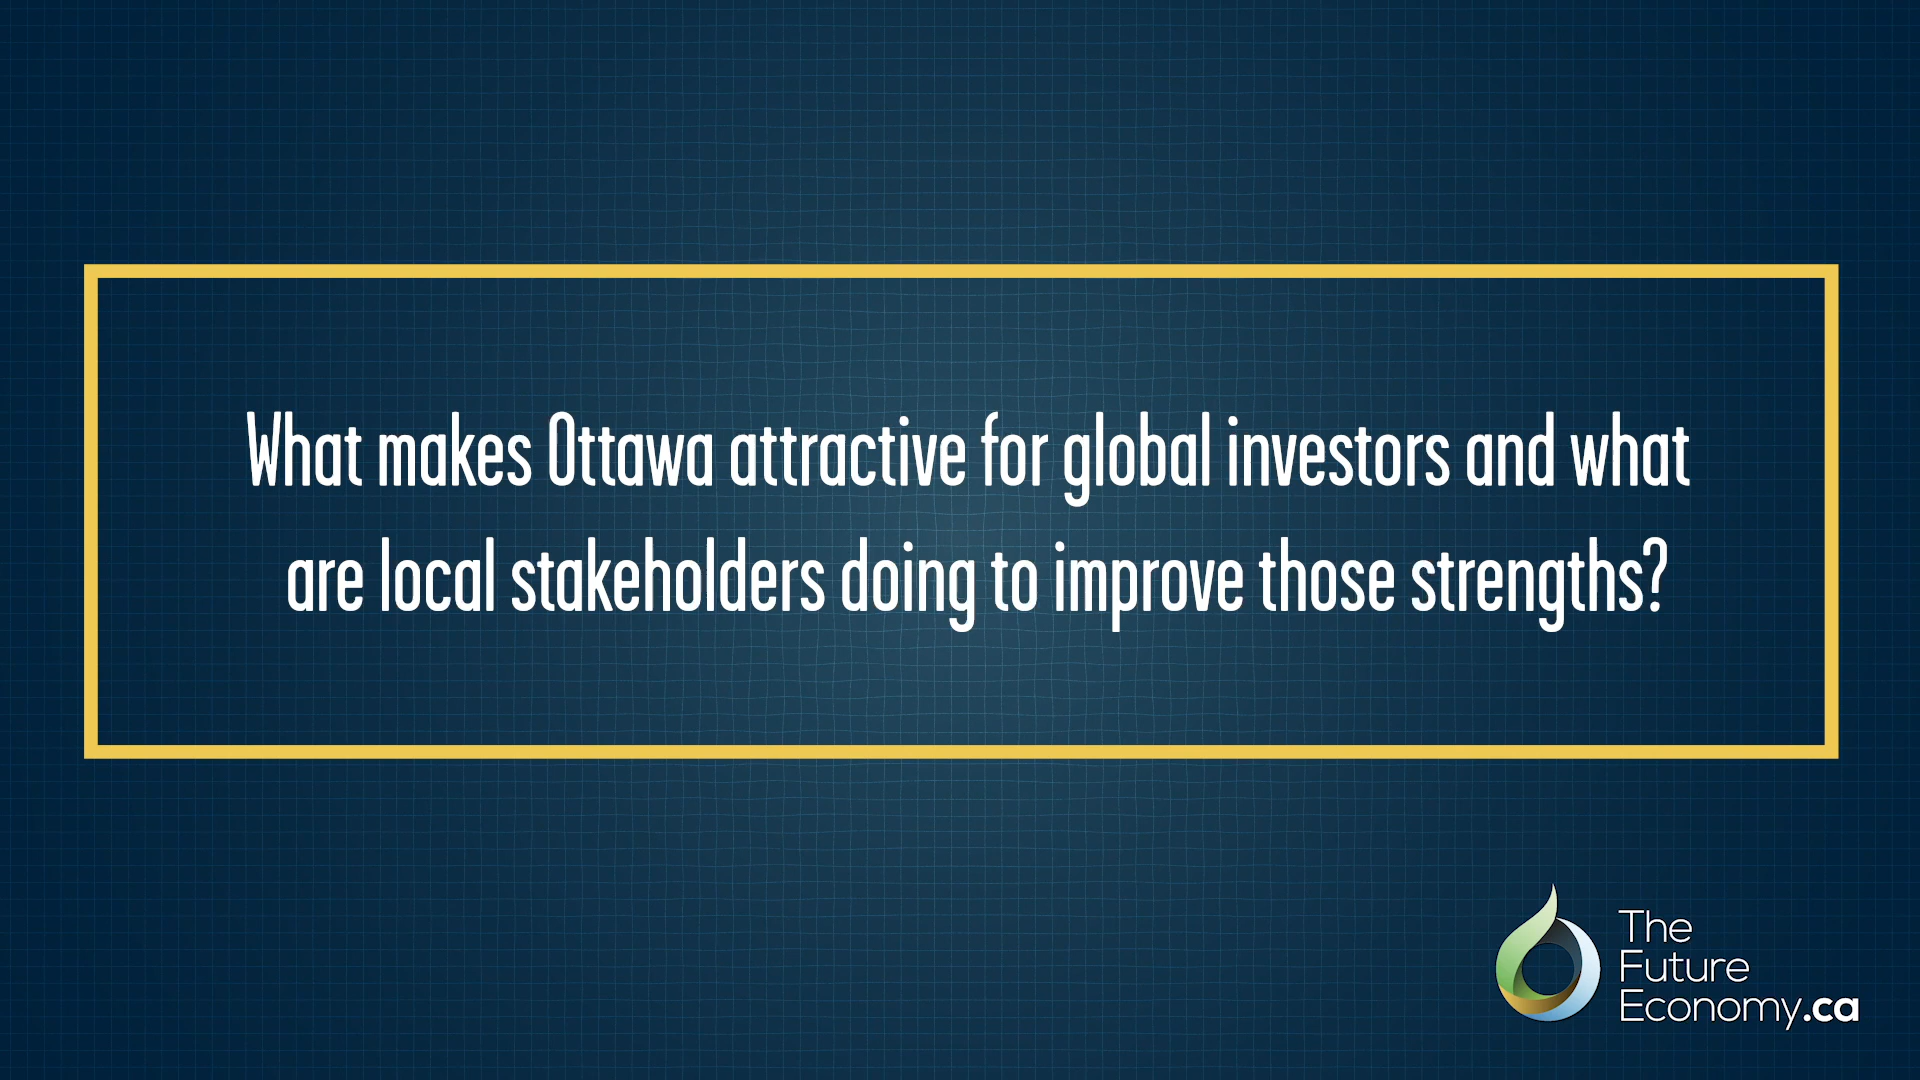 What makes Ottawa attractive for global investors and what
are local stakeholders doing to improve those strengths?
The
Future
Economy.ca